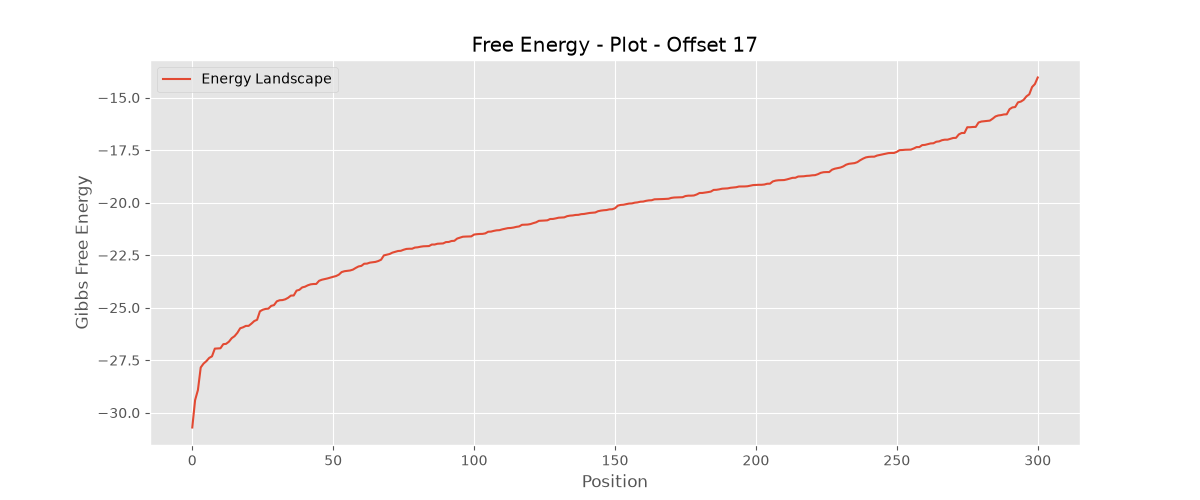 Free Energy - Plot - Offset 17
Energy Landscape
Gibbs Free Energy
−15.0
−17.5
−20.0
−22.5
−25.0
−27.5
−30.0
0 50 100 150 200 250 300
Position